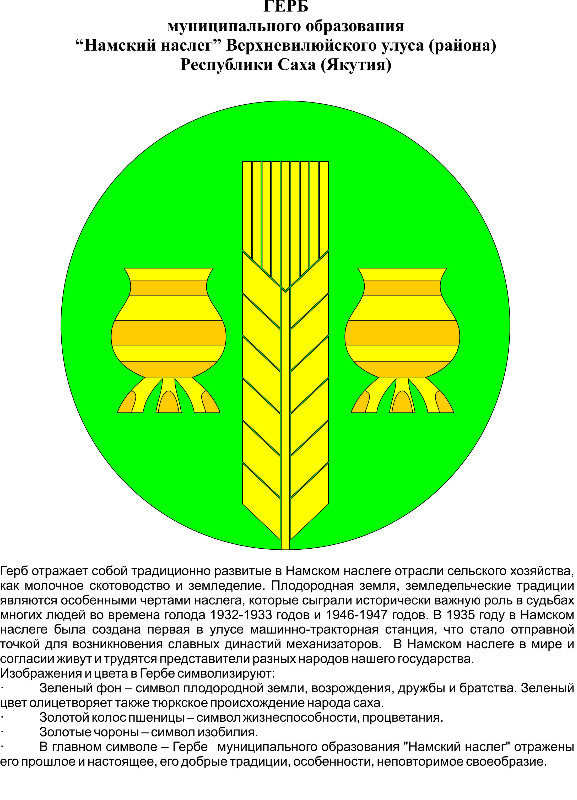 ГЕРБ
муниципального образования
“Намский наслег” Верхневилюйского улуса (района)
Республики Саха (Якутия)
Герб отражает собой традиционно развитые в Намском наслеге отрасли сельского хозяйства,
как молочное скотоводство и земледелие. Плодородная земля, земледельческие традиции
являются особенными чертами наслега, которые сыграли исторически важную роль в судьбах
многих людей во времена голода 1932-1933 годов и 1946-1947 годов. В 1935 году в Намском
наслеге была создана первая в улусе машинно-тракторная станция, что стало отправной
точкой для возникновения славных династий механизаторов. В Намском наслеге в мире и
согласии живут и трудятся представители разных народов нашего государства.
Изображения и цвета в Гербе символизируют:
· Зеленый фон – символ плодородной земли, возрождения, дружбы и братства. Зеленый
цвет олицетворяет также тюркское происхождение народа саха.
· Золотой колос пшеницы – символ жизнеспособности, процветания.
· Золотые чороны – символ изобилия.
· В главном символе – Гербе муниципального образования "Намский наслег" отражены
его прошлое и настоящее, его добрые традиции, особенности, неповторимое своеобразие.